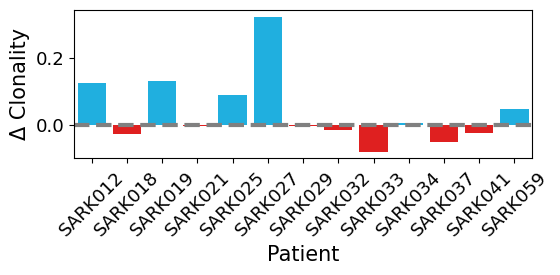 Δ Clonality
0.2
0.0
SARK012
SARK018
SARK019
SARK021
SARK025
SARK027
SARK029
SARK032
SARK033
SARK034
SARK037
SARK041
SARK059
Patient